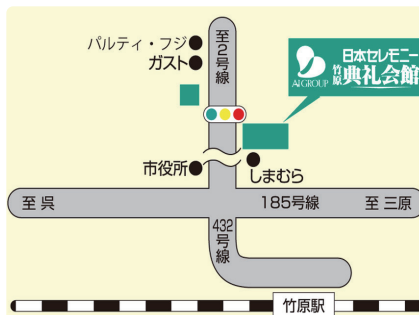 パルティ・フジ
ガスト
至2号線
日本セレモニー
竹原典礼会館
AI GROUP
市役所
しまむら
至 呉
185号線
至 三原
432号線
竹原駅